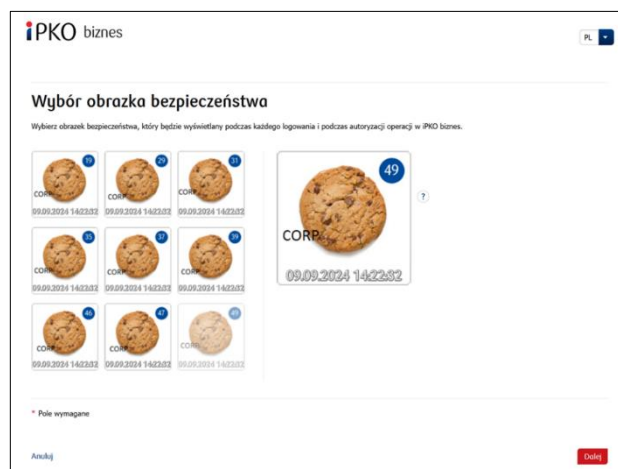 iPKO biznes
PL
Wybór obrazka bezpieczeństwa
Wybierz obrazek bezpieczeństwa, który będzie wyświetlany podczas każdego logowania i podczas autoryzacji operacji w iPKO biznes.
19 29 31
CORP. CORP. CORP.
09.09.2024 14:22:32 09.09.2024 14:22:32 09.09.2024 14:22:32
35 37 39
CORP. CORP. CORP.
09.09.2024 14:22:32 09.09.2024 14:22:32 09.09.2024 14:22:32
46 47 49
CORP. CORP. CORP.
09.09.2024 14:22:32 09.09.2024 14:22:32 09.09.2024 14:22:32
49
?
CORP.
09.09.2024 14:22:32
* Pole wymagane
Anuluj
Dalej